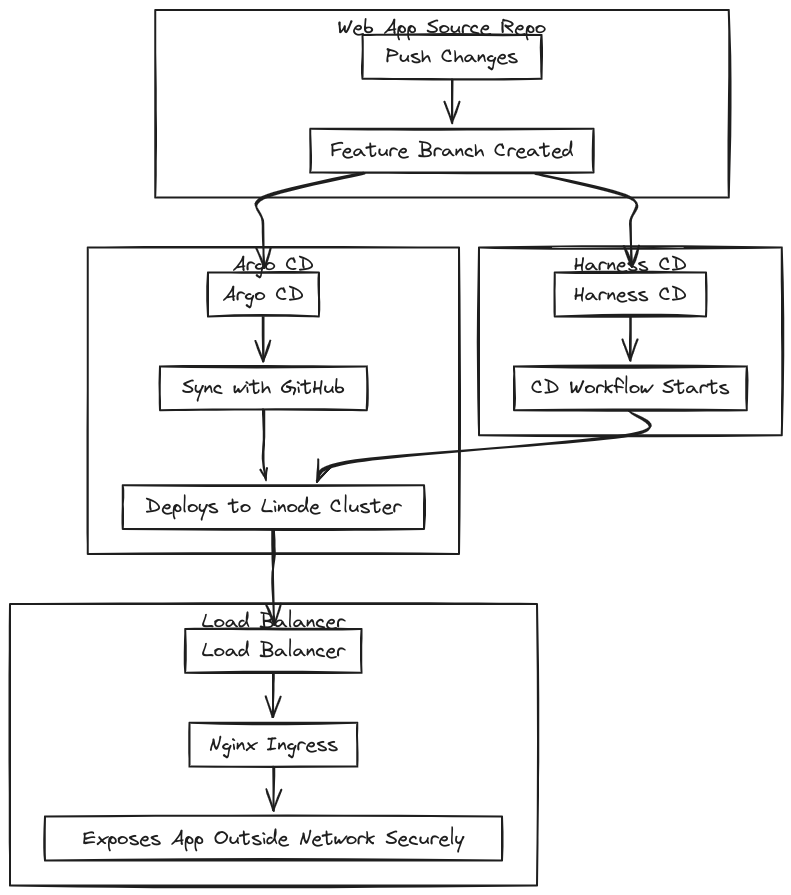 Web App Source Repo
Push Changes
Feature Branch Created
Argo CD
Argo CD
Sync with GitHub
Deploys to Linode Cluster
Harness CD
Harness CD
CD Workflow Starts
Load Balancer
Load Balancer
Nginx Ingress
Exposes App Outside Network Securely